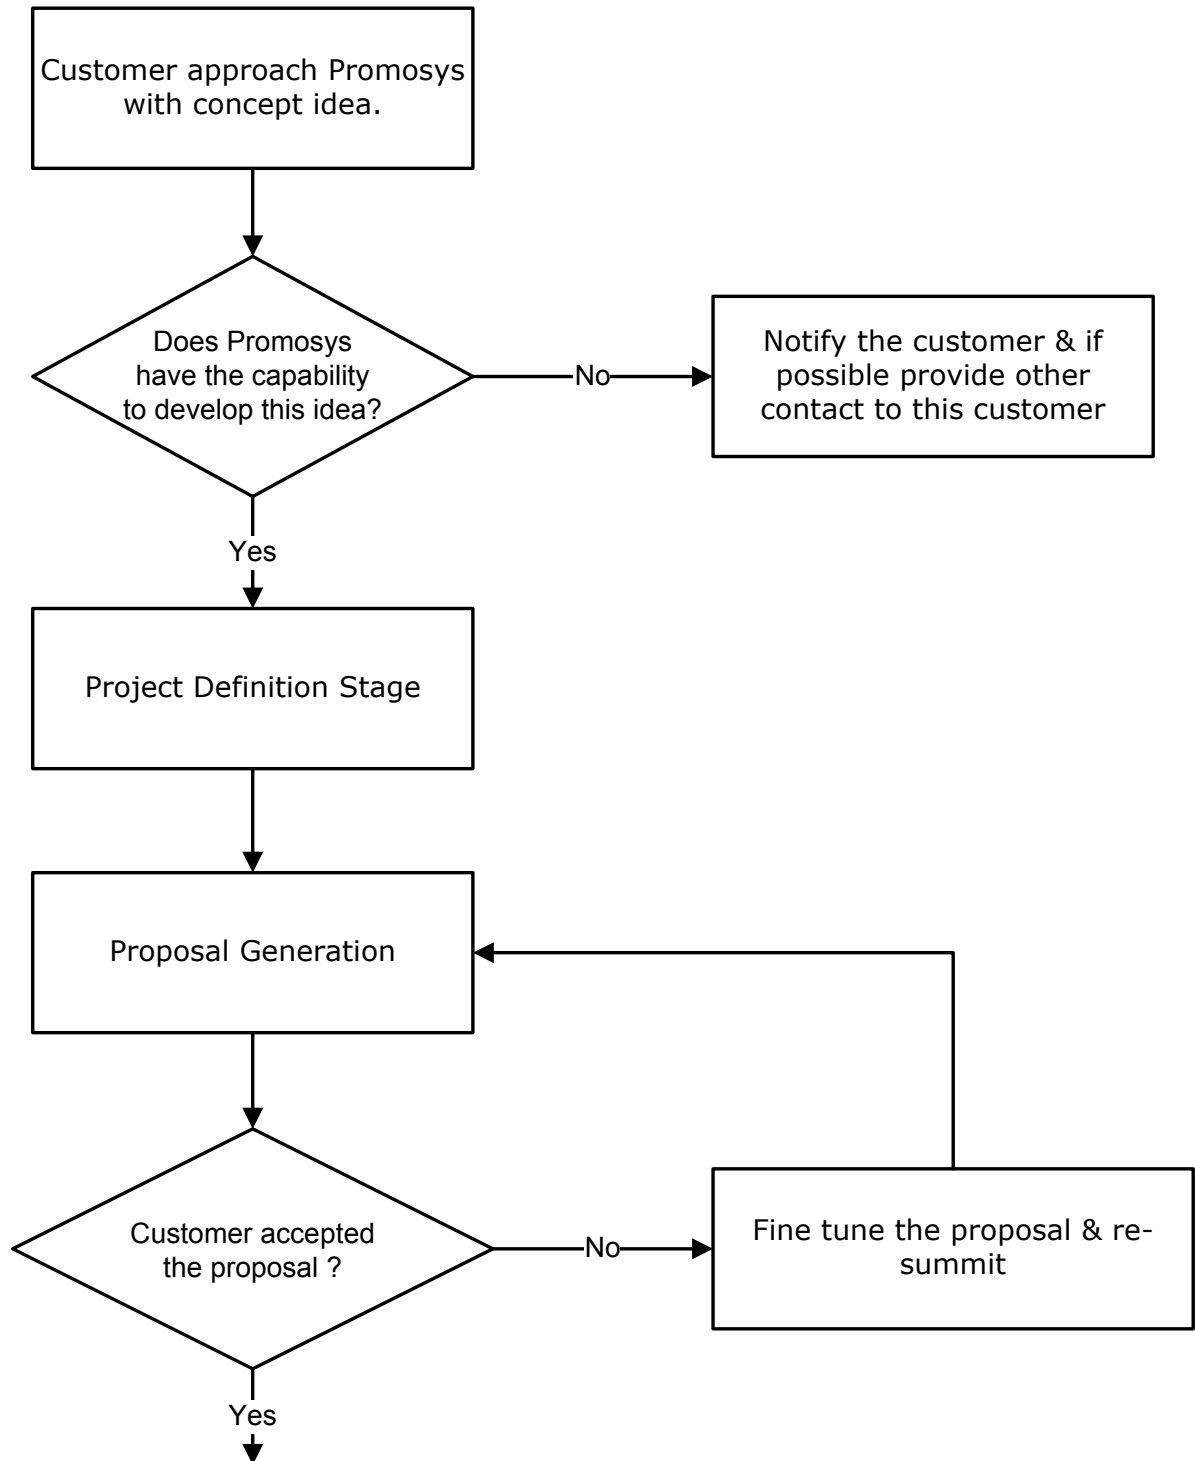 Customer approach Promosys
with concept idea.
Does Promosys
have the capability
to develop this idea?
No
Notify the customer & if
possible provide other
contact to this customer
Yes
Project Definition Stage
Proposal Generation
Customer accepted
the proposal ?
No
Fine tune the proposal & re-
summit
Yes